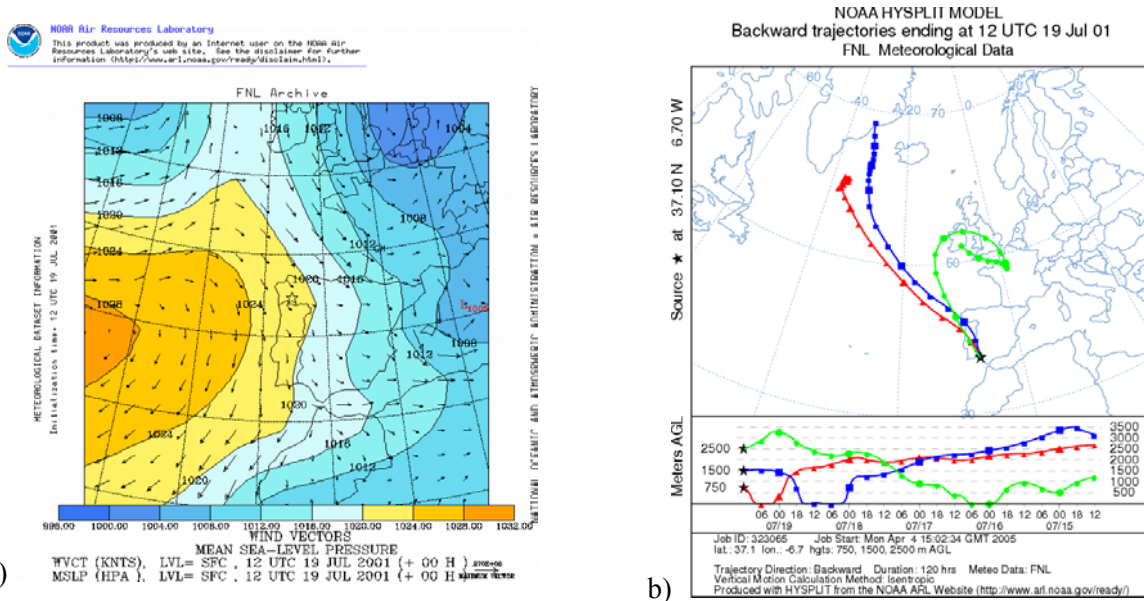 NOAA Air Resources Laboratory
This product was produced by an Internet user on the NOAA Air
Resources Laboratory's web site. See the disclaimer for further
information (http://www.arl.noaa.gov/ready/disclaim.html).
FNL Archive
METEOROLOGICAL DATASET INFORMATION
Initialization time: 12 UTC 19 JUL 2001
NATIONAL OCEANIC AND ATMOSPHERIC ADMINISTRATION - AIR RESOURCES LABORATORY
1008
1016
1012
1004
1012
1016
1020
1008
1024
1012
1020
1016
1028
1024
L
1012
1008
1020
1024
1016
1012
1020
996.00 1000.00 1004.00 1008.00 1012.00 1016.00 1020.00 1024.00 1028.00 1032.00
WIND VECTORS
MEAN SEA-LEVEL PRESSURE
WVCT (KNTS), LVL= SFC , 12 UTC 19 JUL 2001 (+ 00 H)
MSLP (HPA ), LVL= SFC , 12 UTC 19 JUL 2001 (+ 00 H)
MAXIMUM VECTOR
)
b)
NOAA HYSPLIT MODEL
Backward trajectories ending at 12 UTC 19 Jul 01
FNL Meteorological Data
Source ★ at 37.10 N 6.70 W
60
40
20
70
0
50
30
Meters AGL
2500
1500
750
3500
3000
2500
2000
1500
1000
500
06 00 18 12 06 00 18 12 06 00 18 12 06 00 18 12 06 00 18 12
07/19 07/18 07/17 07/16 07/15
Job ID: 323065 Job Start: Mon Apr 4 15:02:34 GMT 2005
lat.: 37.1 lon.: -6.7 hgts: 750, 1500, 2500 m AGL
Trajectory Direction: Backward Duration: 120 hrs Meteo Data: FNL
Vertical Motion Calculation Method: Isentropic
Produced with HYSPLIT from the NOAA ARL Website (http://www.arl.noaa.gov/ready/)